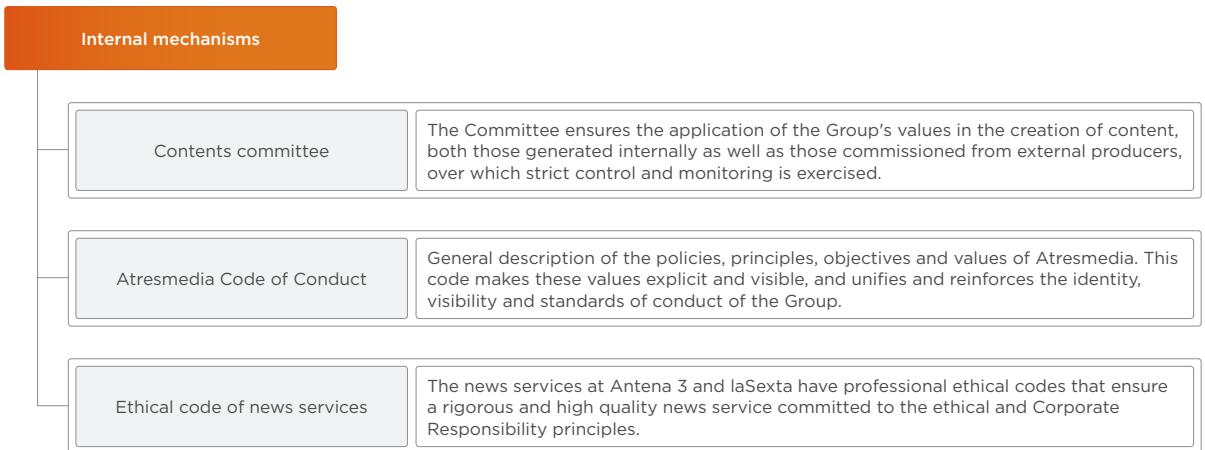 Internal mechanisms
Contents committee
The Committee ensures the application of the Group's values in the creation of content,
both those generated internally as well as those commissioned from external producers,
over which strict control and monitoring is exercised.
Atresmedia Code of Conduct
General description of the policies, principles, objectives and values of Atresmedia. This
code makes these values explicit and visible, and unifies and reinforces the identity,
visibility and standards of conduct of the Group.
Ethical code of news services
The news services at Antena 3 and laSexta have professional ethical codes that ensure
a rigorous and high quality news service committed to the ethical and Corporate
Responsibility principles.